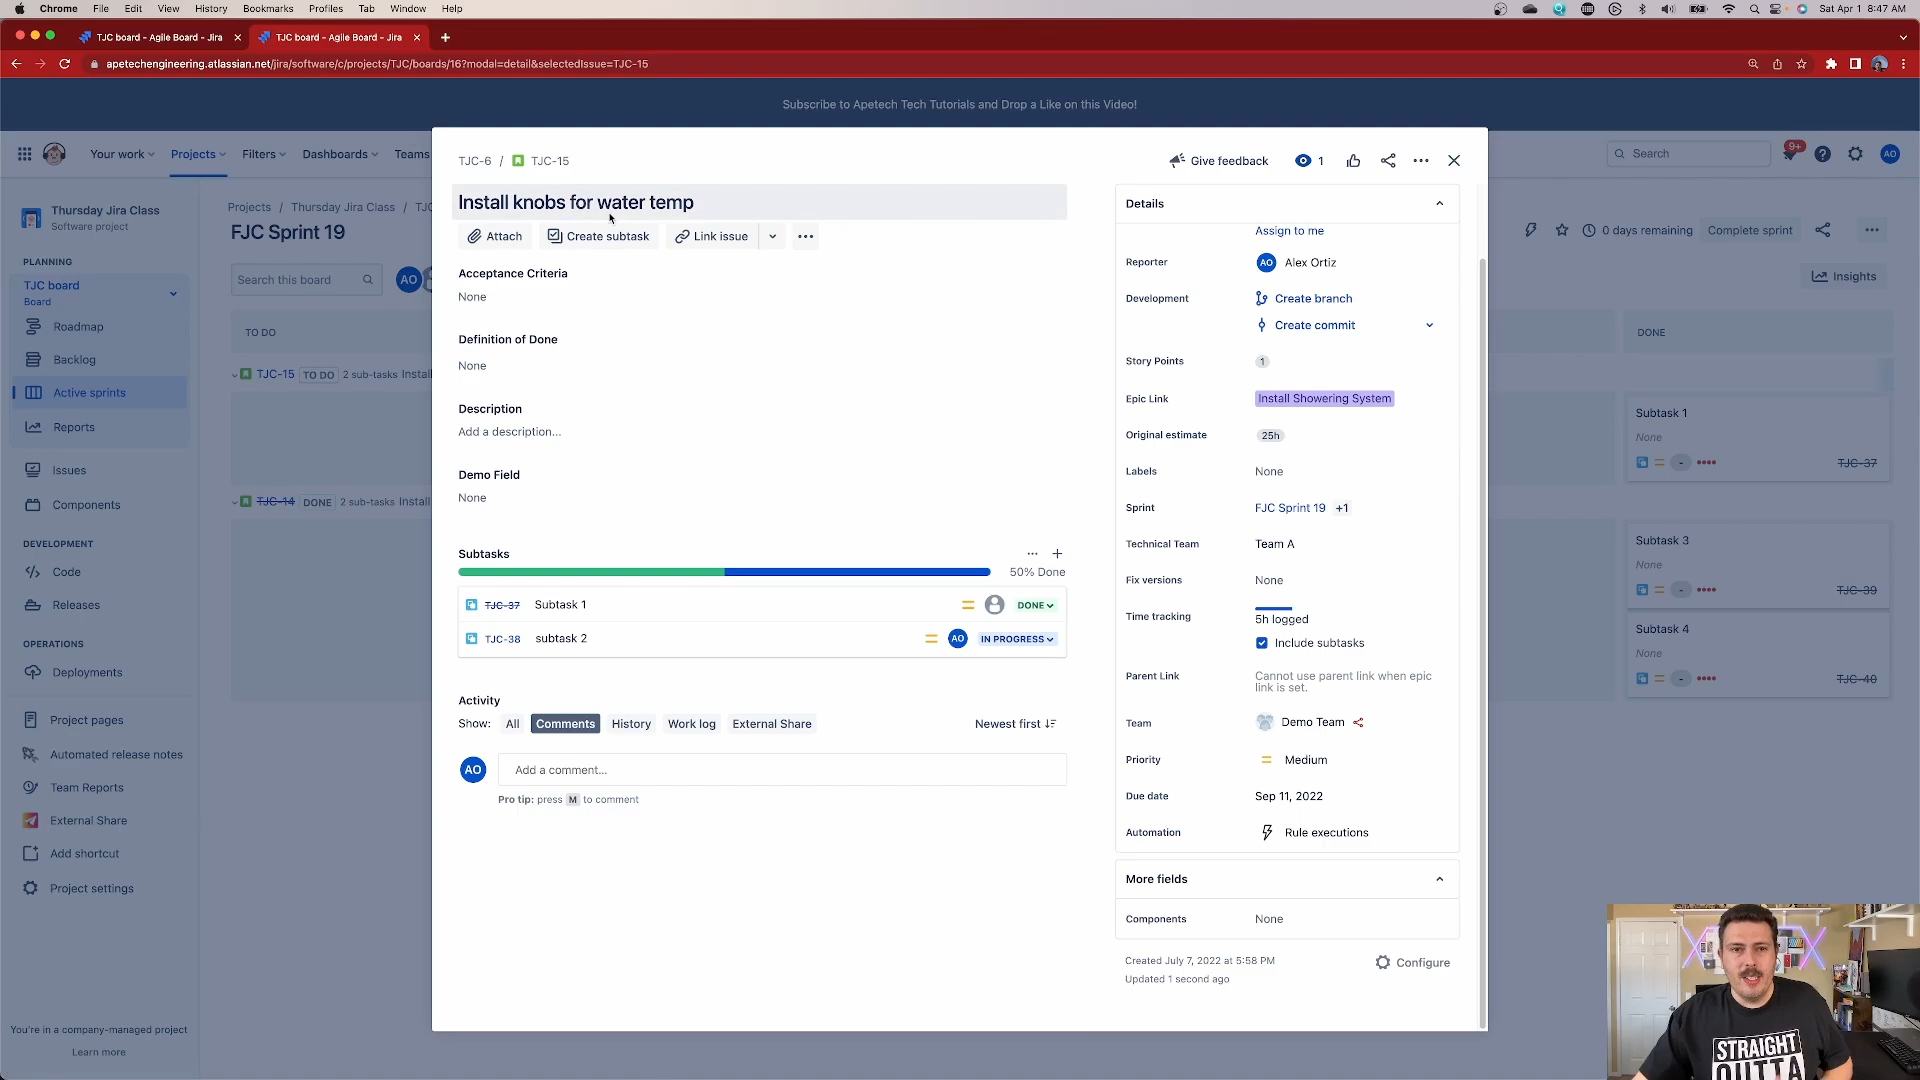 Chrome File Edit View History Bookmarks Profiles Tab Window Help Sat Apr 1 8:47 AM
TJC board - Agile Board - Jira
TJC board - Agile Board - Jira
apetechengineering.atlassian.net/jira/software/c/projects/TJC/boards/16?modal=detail&selectedIssue=TJC-15
Subscribe to Apetech Tech Tutorials and Drop a Like on this Video!
Your work Projects Filters Dashboards Teams
Search
9+
AO
Thursday Jira Class
Software project
PLANNING
TJC board
Board
Roadmap
Backlog
Active sprints
Reports
Issues
Components
DEVELOPMENT
Code
Releases
OPERATIONS
Deployments
Project pages
Automated release notes
Team Reports
External Share
Add shortcut
Project settings
You're in a company-managed project
Learn more
Projects / Thursday Jira Class / TJC
FJC Sprint 19
Search this board
AO
0 days remaining
Complete sprint
Insights
TO DO
TJC-15 TO DO 2 sub-tasks Install
TJC-14 DONE 2 sub-tasks Install
TJC-6 / TJC-15
Give feedback
1
Install knobs for water temp
Attach
Create subtask
Link issue
Acceptance Criteria
None
Definition of Done
None
Description
Add a description...
Demo Field
None
Subtasks
50% Done
TJC-37 Subtask 1 DONE
TJC-38 subtask 2 AO IN PROGRESS
Activity
Show: All Comments History Work log External Share Newest first
AO
Add a comment...
Pro tip: press M to comment
Details
Assign to me
Reporter AO Alex Ortiz
Development Create branch
Create commit
Story Points 1
Epic Link Install Showering System
Original estimate 25h
Labels None
Sprint FJC Sprint 19 +1
Technical Team Team A
Fix versions None
Time tracking
5h logged
Include subtasks
Parent Link Cannot use parent link when epic
link is set.
Team Demo Team
Priority Medium
Due date Sep 11, 2022
Automation Rule executions
More fields
Components None
Created July 7, 2022 at 5:58 PM
Updated 1 second ago
Configure
DONE
Subtask 1
None
- TJC-37
Subtask 3
None
- TJC-39
Subtask 4
None
- TJC-40
STRAIGHT
OUTTA